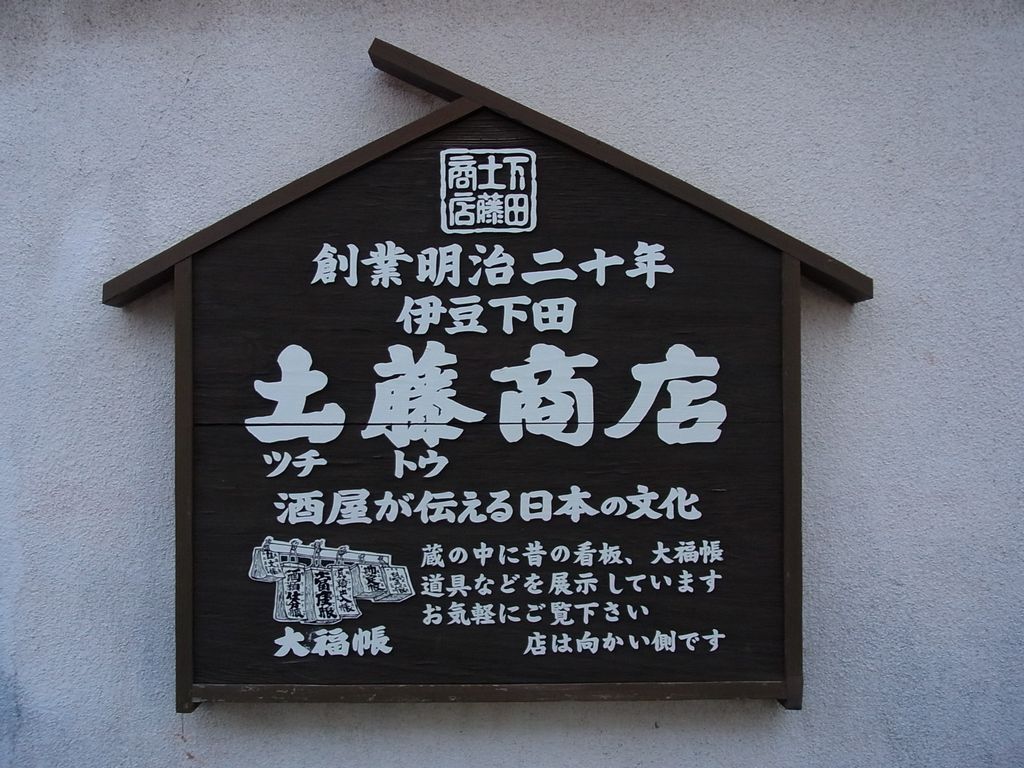 下田
土藤
商店
創業明治二十年
伊豆下田
土藤商店
ツチ トウ
酒屋が伝える日本の文化
蔵の中に昔の看板、大福帳
道具などを展示しています
お気軽にご覧下さい
店は向かい側です
大福帳